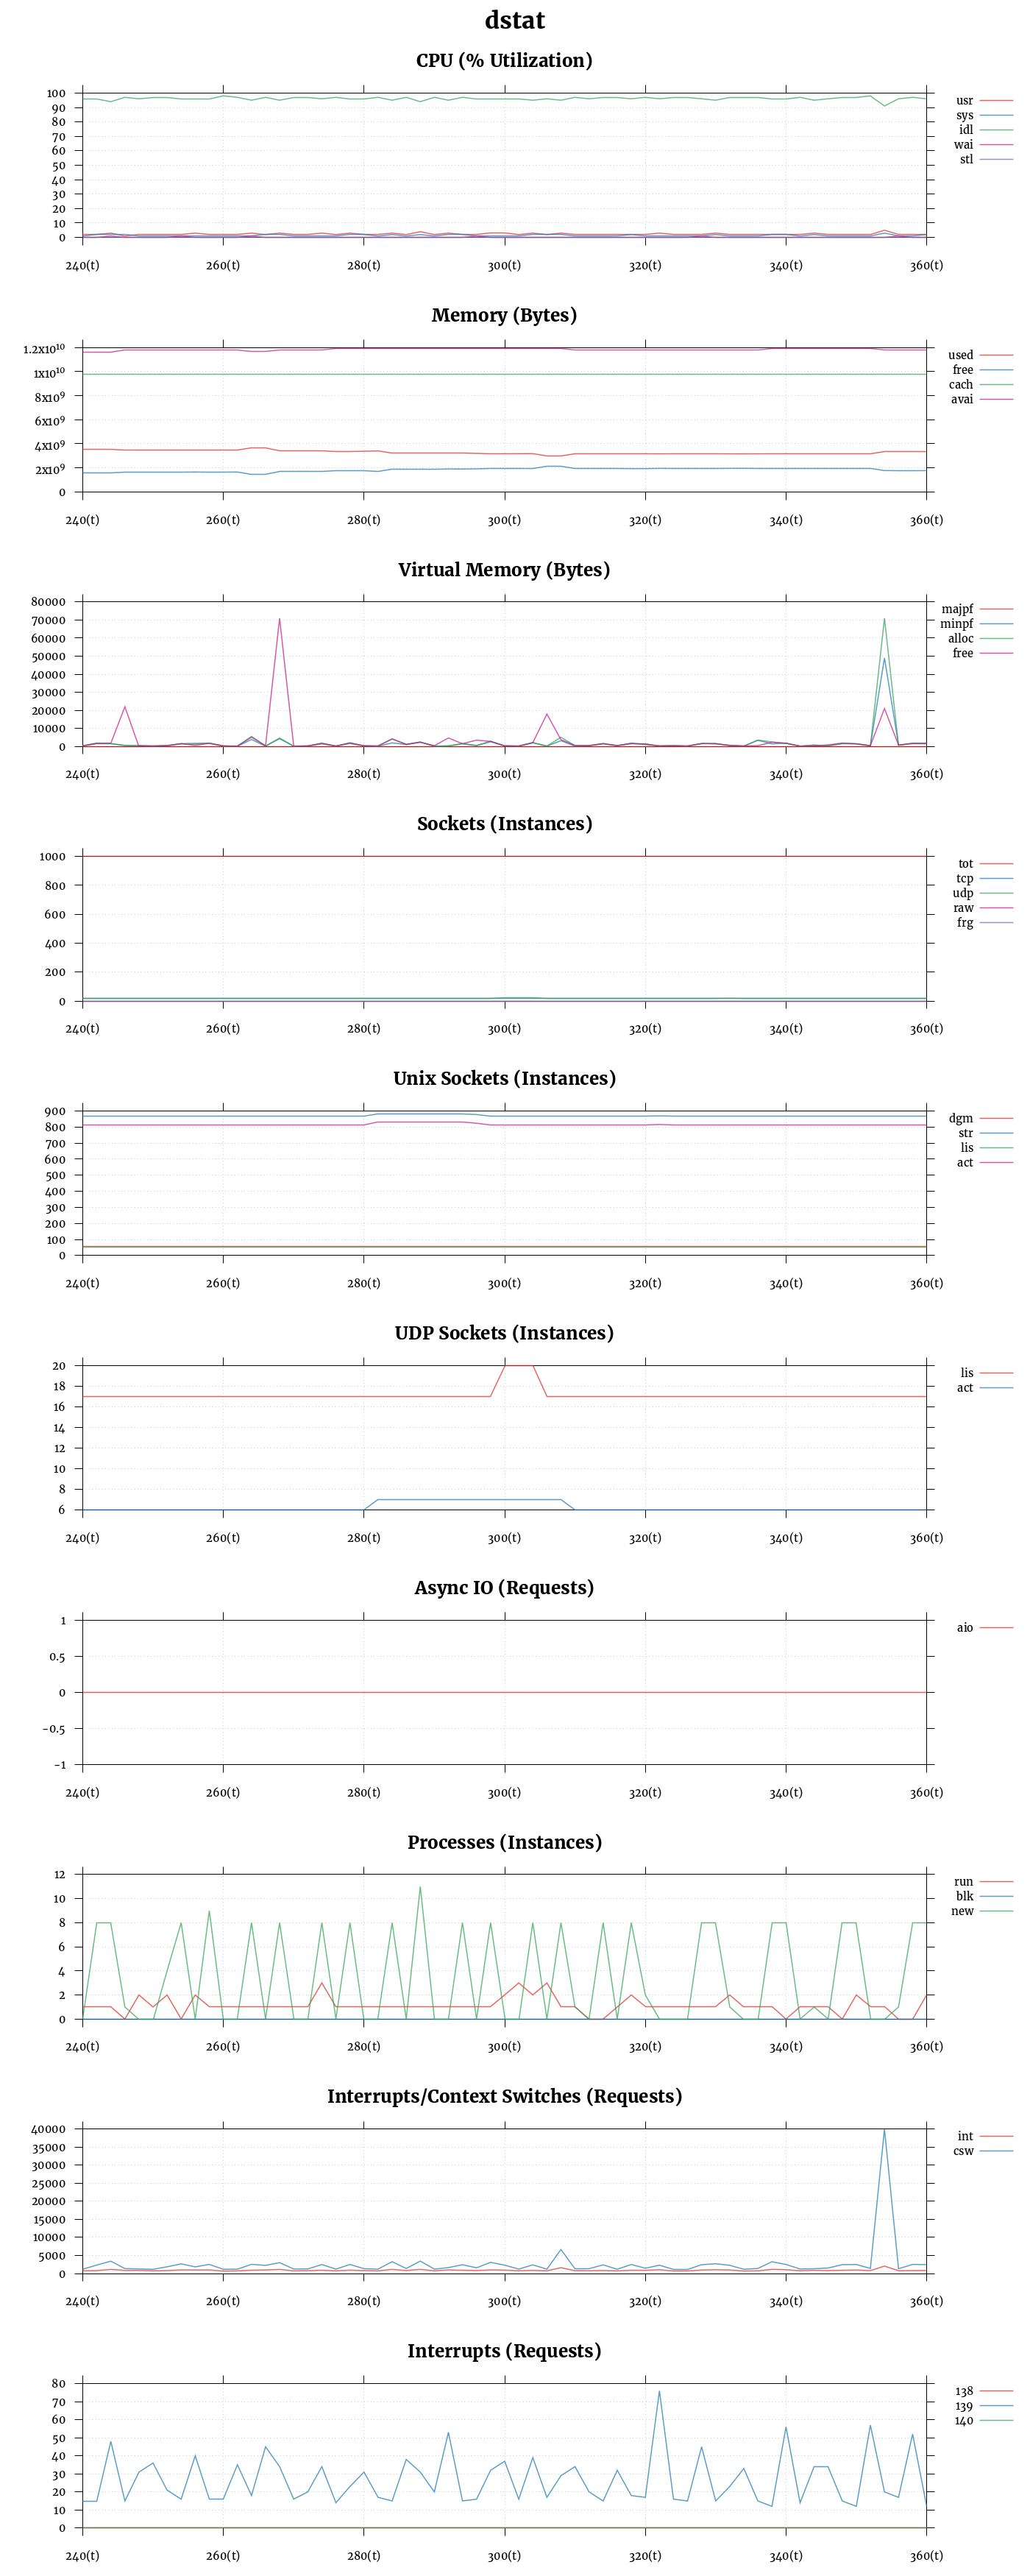 dstat
CPU (% Utilization)
100
90
80
70
60
50
40
30
20
10
0
240(t) 260(t) 280(t) 300(t) 320(t) 340(t) 360(t)
usr
sys
idl
wai
stl
Memory (Bytes)
1.2x10¹⁰
1x10¹⁰
8x10⁹
6x10⁹
4x10⁹
2x10⁹
0
240(t) 260(t) 280(t) 300(t) 320(t) 340(t) 360(t)
used
free
cach
avai
Virtual Memory (Bytes)
80000
70000
60000
50000
40000
30000
20000
10000
0
240(t) 260(t) 280(t) 300(t) 320(t) 340(t) 360(t)
majpf
minpf
alloc
free
Sockets (Instances)
1000
800
600
400
200
0
240(t) 260(t) 280(t) 300(t) 320(t) 340(t) 360(t)
tot
tcp
udp
raw
frg
Unix Sockets (Instances)
900
800
700
600
500
400
300
200
100
0
240(t) 260(t) 280(t) 300(t) 320(t) 340(t) 360(t)
dgm
str
lis
act
UDP Sockets (Instances)
20
18
16
14
12
10
8
6
240(t) 260(t) 280(t) 300(t) 320(t) 340(t) 360(t)
lis
act
Async IO (Requests)
1
0.5
0
-0.5
-1
240(t) 260(t) 280(t) 300(t) 320(t) 340(t) 360(t)
aio
Processes (Instances)
12
10
8
6
4
2
0
240(t) 260(t) 280(t) 300(t) 320(t) 340(t) 360(t)
run
blk
new
Interrupts/Context Switches (Requests)
40000
35000
30000
25000
20000
15000
10000
5000
0
240(t) 260(t) 280(t) 300(t) 320(t) 340(t) 360(t)
int
csw
Interrupts (Requests)
80
70
60
50
40
30
20
10
0
240(t) 260(t) 280(t) 300(t) 320(t) 340(t) 360(t)
138
139
140